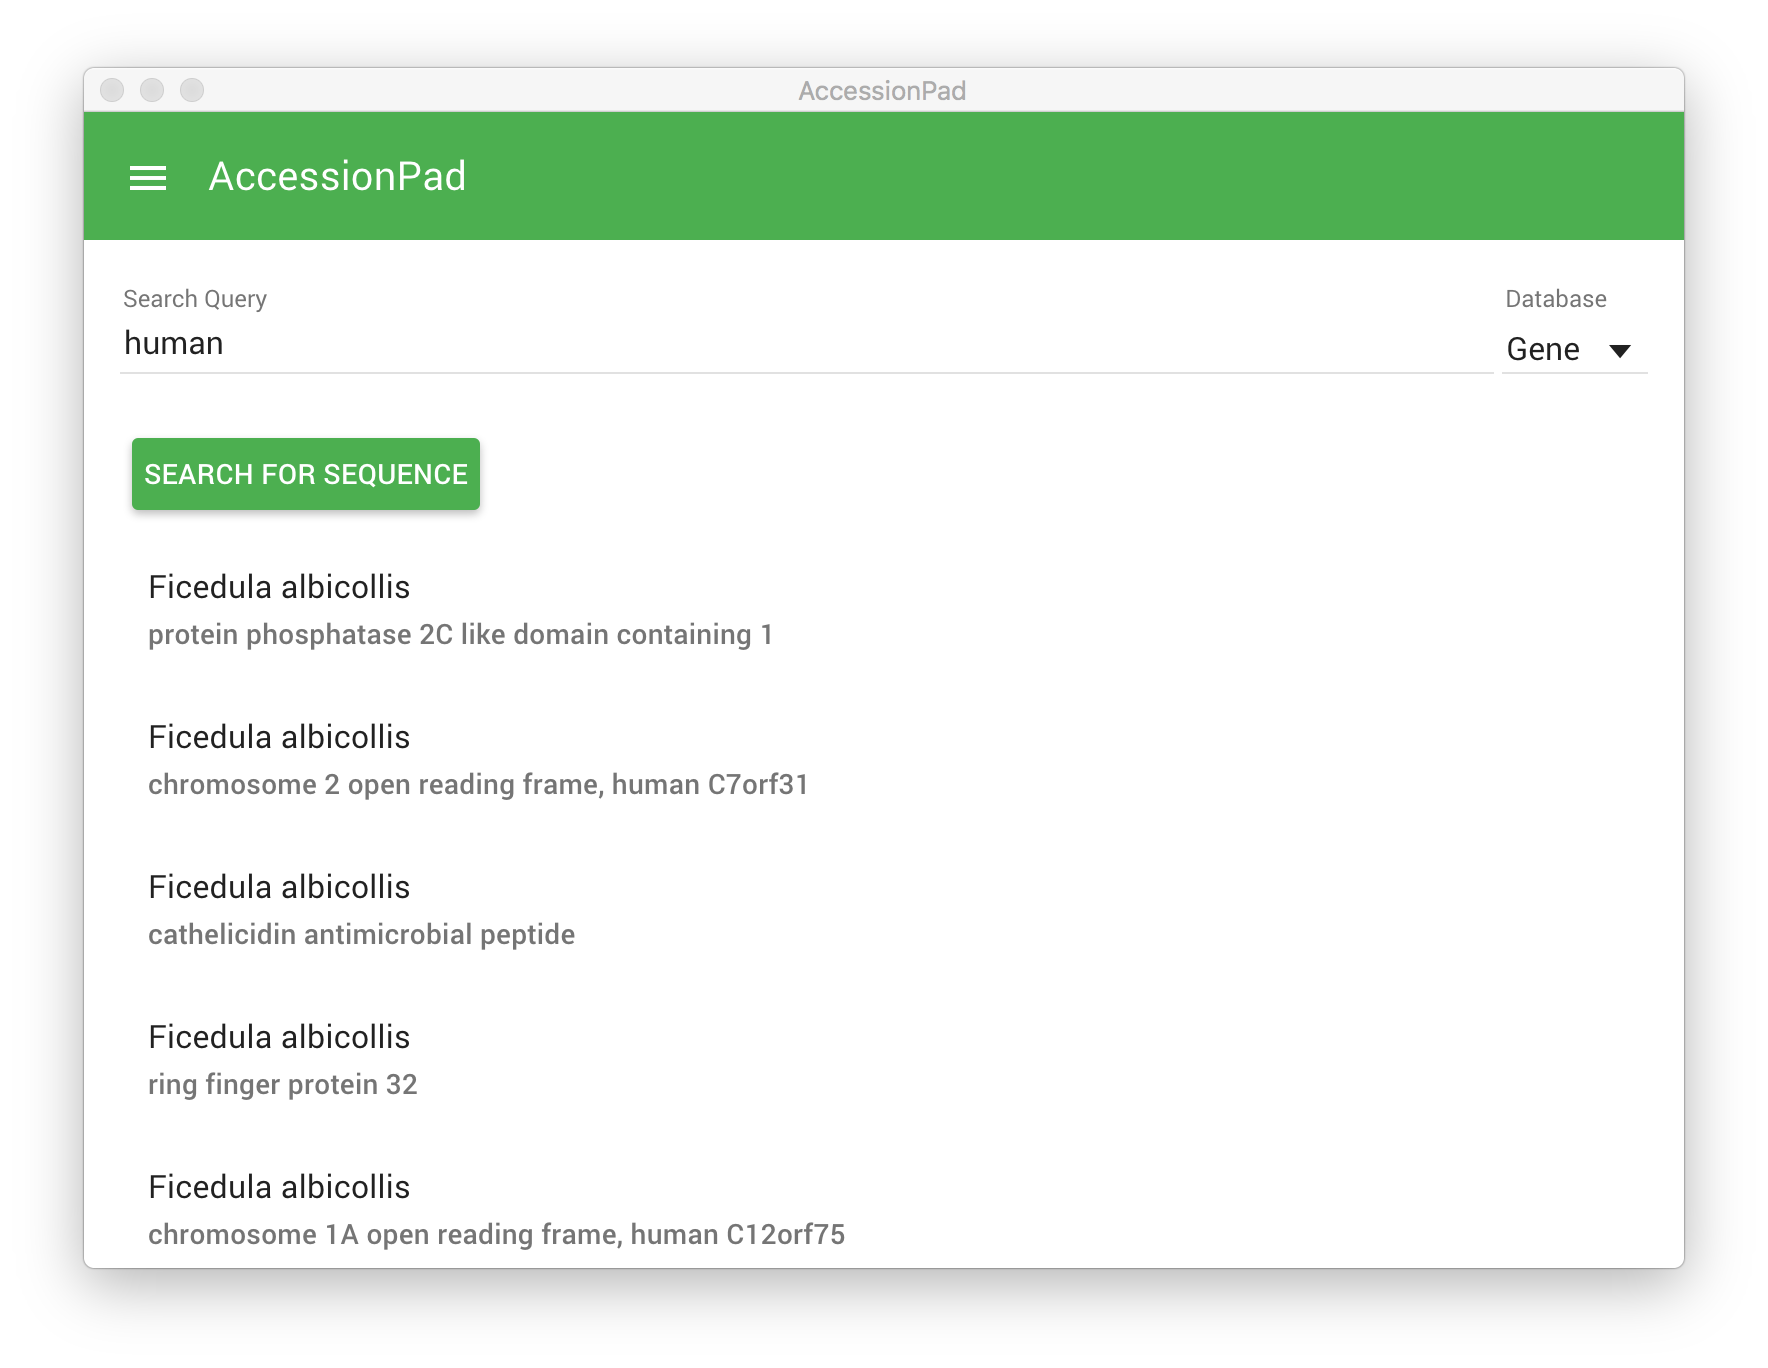 AccessionPad
AccessionPad
Search Query
Database
human
Gene
SEARCH FOR SEQUENCE
Ficedula albicollis
protein phosphatase 2C like domain containing 1
Ficedula albicollis
chromosome 2 open reading frame, human C7orf31
Ficedula albicollis
cathelicidin antimicrobial peptide
Ficedula albicollis
ring finger protein 32
Ficedula albicollis
chromosome 1A open reading frame, human C12orf75